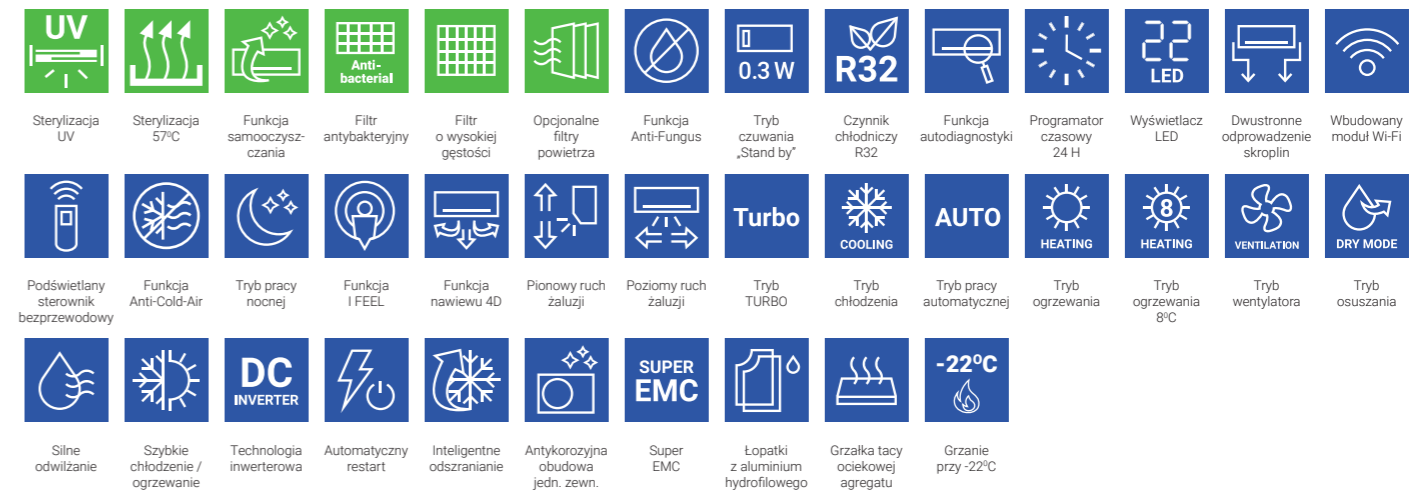 UV
Anti-
bacterial
0.3 W
R32
22
LED
Sterylizacja
UV
Sterylizacja
57⁰C
Funkcja
samooczysz-
czania
Filtr
antybakteryjny
Filtr
o wysokiej
gęstości
Opcjonalne
filtry
powietrza
Funkcja
Anti-Fungus
Tryb
czuwania
„Stand by”
Czynnik
chłodniczy
R32
Funkcja
autodiagnostyki
Programator
czasowy
24 H
Wyświetlacz
LED
Dwustronne
odprowadzenie
skroplin
Wbudowany
moduł Wi-Fi
Turbo
COOLING
AUTO
HEATING
8
HEATING
VENTILATION
DRY MODE
Podświetlany
sterownik
bezprzewodowy
Funkcja
Anti-Cold-Air
Tryb pracy
nocnej
Funkcja
I FEEL
Funkcja
nawiewu 4D
Pionowy ruch
żaluzji
Poziomy ruch
żaluzji
Tryb
TURBO
Tryb
chłodzenia
Tryb pracy
automatycznej
Tryb
ogrzewania
Tryb
ogrzewania
8⁰C
Tryb
wentylatora
Tryb
osuszania
DC
INVERTER
SUPER
EMC
-22ºC
Silne
odwilżanie
Szybkie
chłodzenie /
ogrzewanie
Technologia
inwerterowa
Automatyczny
restart
Inteligentne
odszranianie
Antykorozyjna
obudowa
jedn. zewn.
Super
EMC
Łopatki
z aluminium
hydrofilowego
Grzałka tacy
ociekowej
agregatu
Grzanie
przy -22⁰C